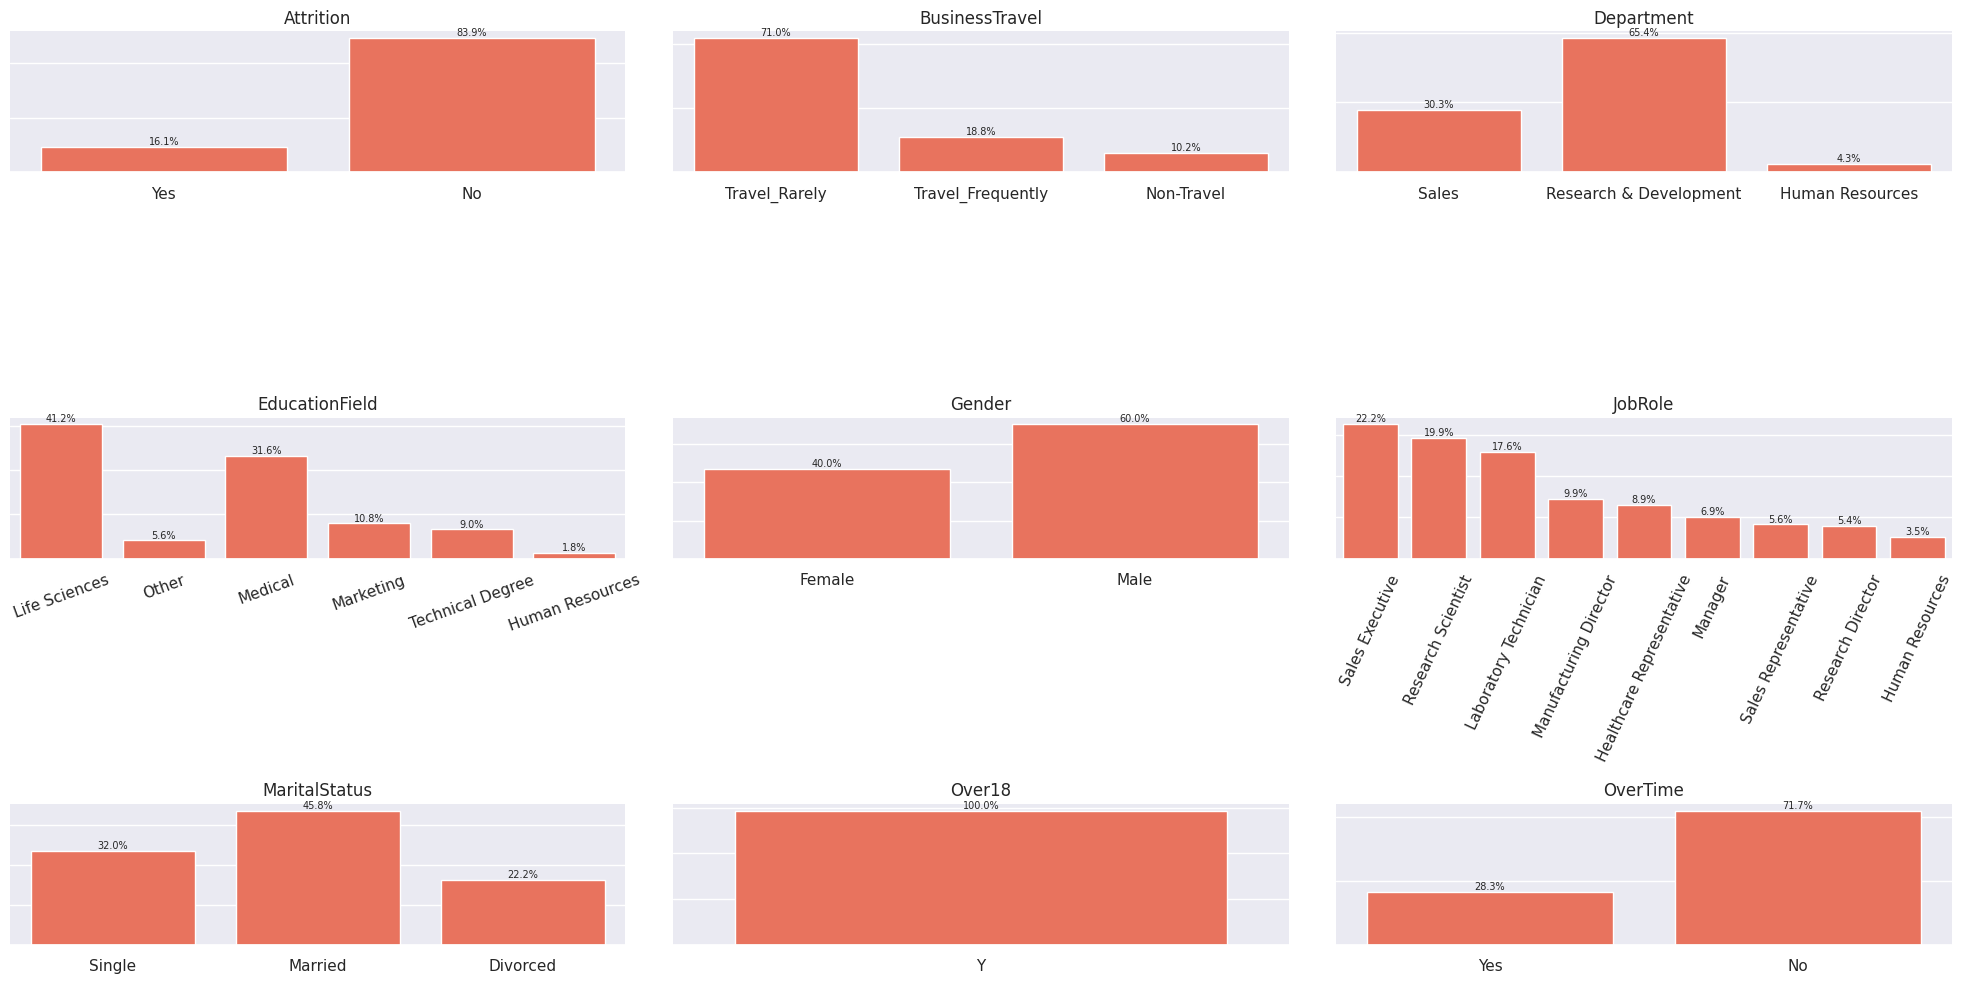 Attrition
16.1%
83.9%
Yes
No
BusinessTravel
71.0%
18.8%
10.2%
Travel_Rarely
Travel_Frequently
Non-Travel
Department
30.3%
65.4%
4.3%
Sales
Research & Development
Human Resources
EducationField
41.2%
5.6%
31.6%
10.8%
9.0%
1.8%
Life Sciences
Other
Medical
Marketing
Technical Degree
Human Resources
Gender
40.0%
60.0%
Female
Male
JobRole
22.2%
19.9%
17.6%
9.9%
8.9%
6.9%
5.6%
5.4%
3.5%
Sales Executive
Research Scientist
Laboratory Technician
Manufacturing Director
Healthcare Representative
Manager
Sales Representative
Research Director
Human Resources
MaritalStatus
32.0%
45.8%
22.2%
Single
Married
Divorced
Over18
100.0%
Y
OverTime
28.3%
71.7%
Yes
No